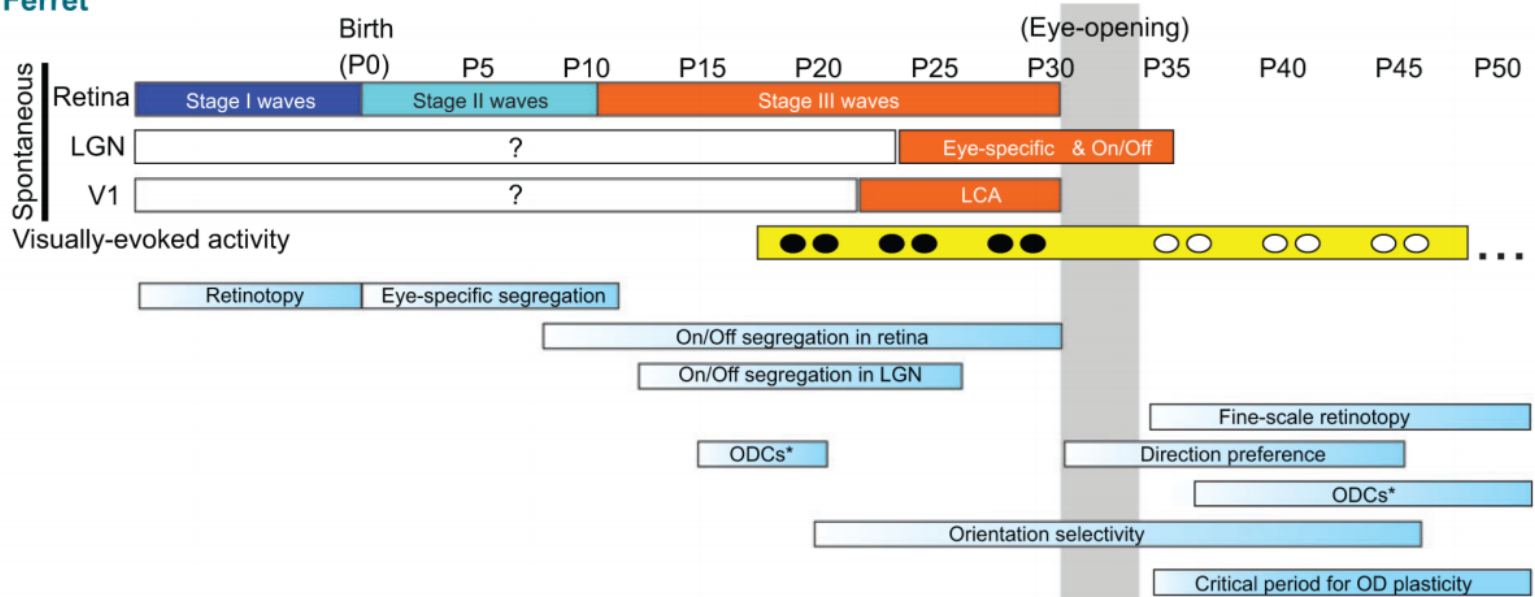 Ferret
Birth
(Eye-opening)
(P0) P5 P10 P15 P20 P25 P30 P35 P40 P45 P50
Spontaneous
Retina Stage I waves Stage II waves Stage III waves
LGN ? Eye-specific & On/Off
V1 ? LCA
Visually-evoked activity ...
Retinotopy Eye-specific segregation
On/Off segregation in retina
On/Off segregation in LGN
Fine-scale retinotopy
ODCs* Direction preference
ODCs*
Orientation selectivity
Critical period for OD plasticity